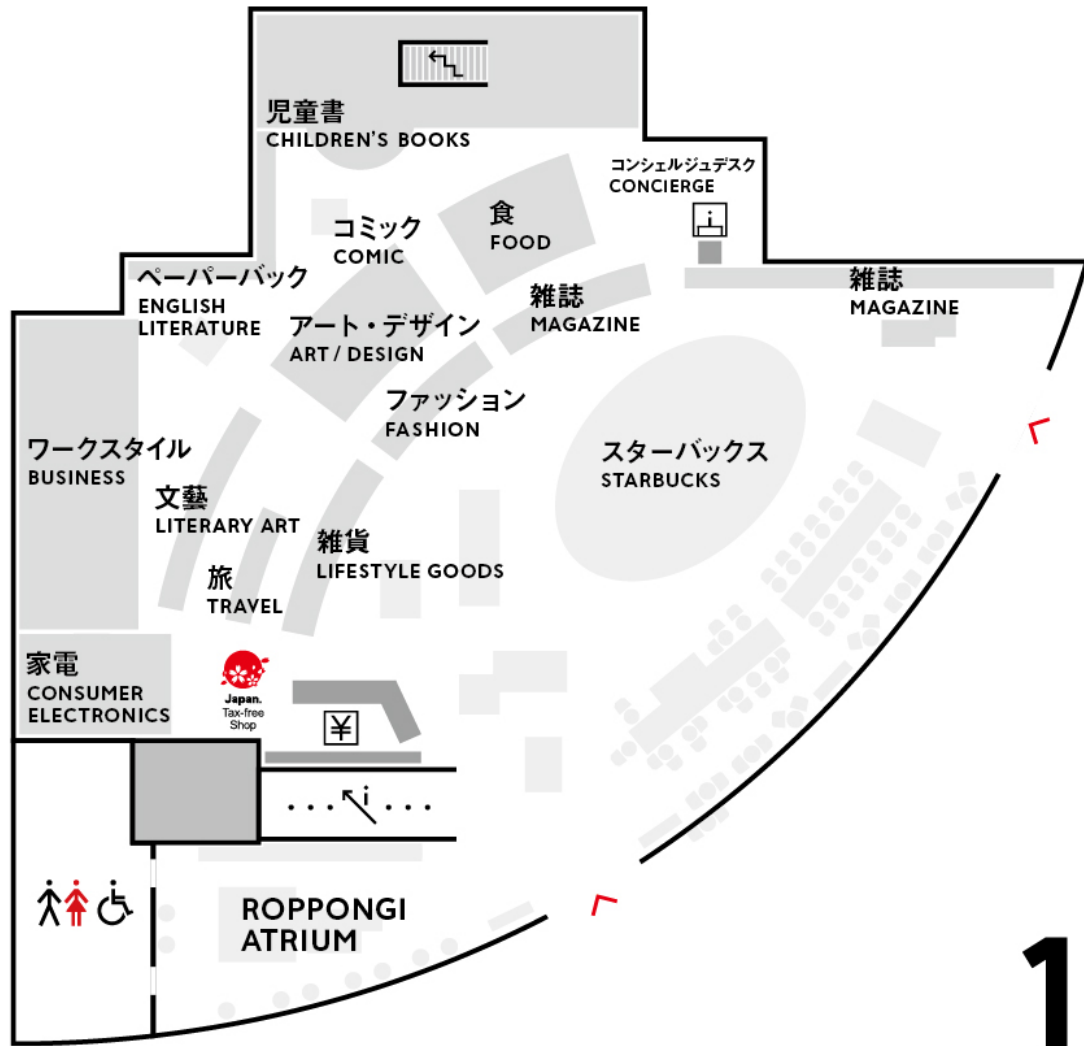 児童書
CHILDREN'S BOOKS
コンシェルジュデスク
CONCIERGE
i
食
FOOD
コミック
COMIC
ペーパーバック
ENGLISH
LITERATURE
雑誌
MAGAZINE
雑誌
MAGAZINE
アート・デザイン
ART / DESIGN
ファッション
FASHION
ワークスタイル
BUSINESS
スターバックス
STARBUCKS
文藝
LITERARY ART
雑貨
LIFESTYLE GOODS
旅
TRAVEL
家電
CONSUMER
ELECTRONICS
Japan.
Tax-free
Shop
¥
i
ROPPONGI
ATRIUM
1